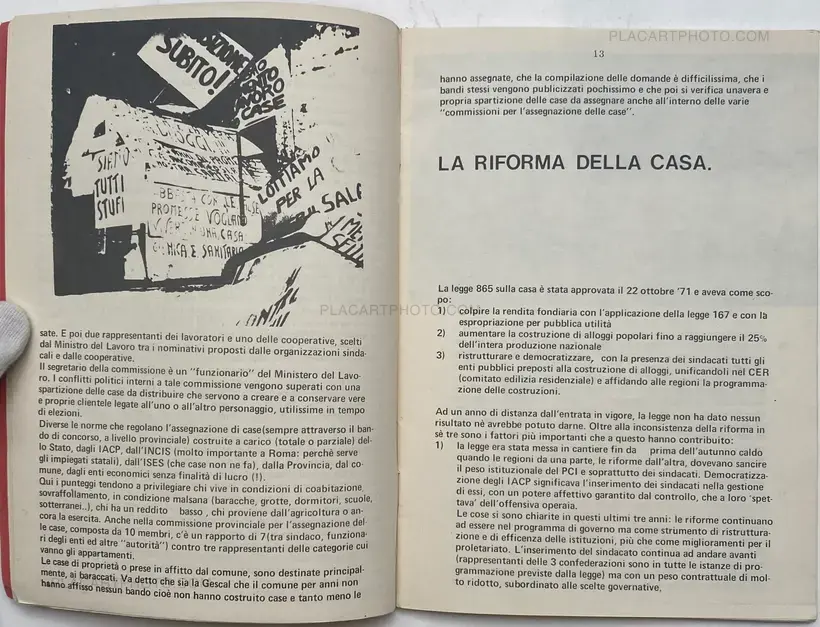 SIZIONE
SUBITO!
LAVORO
CASE
SIAMO
TUTTI
STUFI
PROMESSE VOGLIAMO
UNA CASA
E SANITARIA
LOTTIAMO
PER LA
SALA
sate. E poi due rappresentanti dei lavoratori e uno delle cooperative, scelti
dal Ministro del Lavoro tra i nominativi proposti dalle organizzazioni sinda-
cali e dalle cooperative.
Il segretario della commissione è un "funzionario" del Ministero del Lavo-
ro. I conflitti politici interni a tale commissione vengono superati con una
spartizione delle case da distribuire che servono a creare e a conservare vere
e proprie clientele legate all'uno o all'altro personaggio, utilissime in tempo
di elezioni.
Diverse le norme che regolano l'assegnazione di case(sempre attraverso il ban-
do di concorso, a livello provinciale) costruite a carico (totale o parziale) del-
lo Stato, dagli IACP, dall'INCIS (molto importante a Roma: perchè serve
gli impiegati statali), dall'ISES (che case non ne fa), dalla Provincia, dal co-
mune, dagli enti economici senza finalità di lucro (!).
Qui i punteggi tendono a privilegiare chi vive in condizioni di coabitazione,
sovraffollamento, in condizione malsana (baracche, grotte, dormitori, scuole,
sotterranei..), chi ha un reddito basso, chi proviene dall'agricoltura o an-
cora la esercita. Anche nella commissione provinciale per l'assegnazione del-
le case, composta da 10 membri, c'è un rapporto di 7(tra sindaco, funziona-
ri degli enti ed altre "autorità") contro tre rappresentanti delle categorie cui
vanno gli appartamenti.
Le case di proprietà o prese in affitto dal comune, sono destinate principal-
mente, ai baraccati. Va detto che sia la Gescal che il comune per anni non
hanno affisso nessun bando cioè non hanno costruito case e tanto meno le
13
hanno assegnate, che la compilazione delle domande è difficilissima, che i
bandi stessi vengono publicizzati pochissimo e che poi si verifica unavera e
propria spartizione delle case da assegnare anche all'interno delle varie
"commissioni per l'assegnazione delle case".
LA RIFORMA DELLA CASA.
La legge 865 sulla casa è stata approvata il 22 ottobre '71 e aveva come sco-
po:
1) colpire la rendita fondiaria con l'applicazione della legge 167 e con la
espropriazione per pubblica utilità
2) aumentare la costruzione di alloggi popolari fino a raggiungere il 25%
dell'intera produzione nazionale
3) ristrutturare e democratizzare, con la presenza dei sindacati tutti gli
enti pubblici preposti alla costruzione di alloggi, unificandoli nel CER
(comitato edilizia residenziale) e affidando alle regioni la programma-
zione delle costruzioni.
Ad un anno di distanza dall'entrata in vigore, la legge non ha dato nessun
risultato nè avrebbe potuto darne. Oltre alla inconsistenza della riforma in
sè tre sono i fattori più importanti che a questo hanno contribuito:
1) la legge era stata messa in cantiere fin da prima dell'autunno caldo
quando le regioni da una parte, le riforme dall'altra, dovevano sancire
il peso istituzionale del PCI e soprattutto dei sindacati. Democratizza-
zione degli IACP significava l'inserimento dei sindacati nella gestione
di essi, con un potere affettivo garantito dal controllo, che a loro 'spet-
tava' dell'offensiva operaia.
Le cose si sono chiarite in questi ultimi tre anni: le riforme continuano
ad essere nel programma di governo ma come strumento di ristruttura-
zione e di efficenza delle istituzioni, più che come miglioramenti per il
proletariato. L'inserimento del sindacato continua ad andare avanti
(rappresentanti delle 3 confederazioni sono in tutte le istanze di pro-
grammazione previste dalla legge) ma con un peso contrattuale di mol-
to ridotto, subordinato alle scelte governative,
PLACARTPHOTO.COM
PLACARTPHOTO.COM